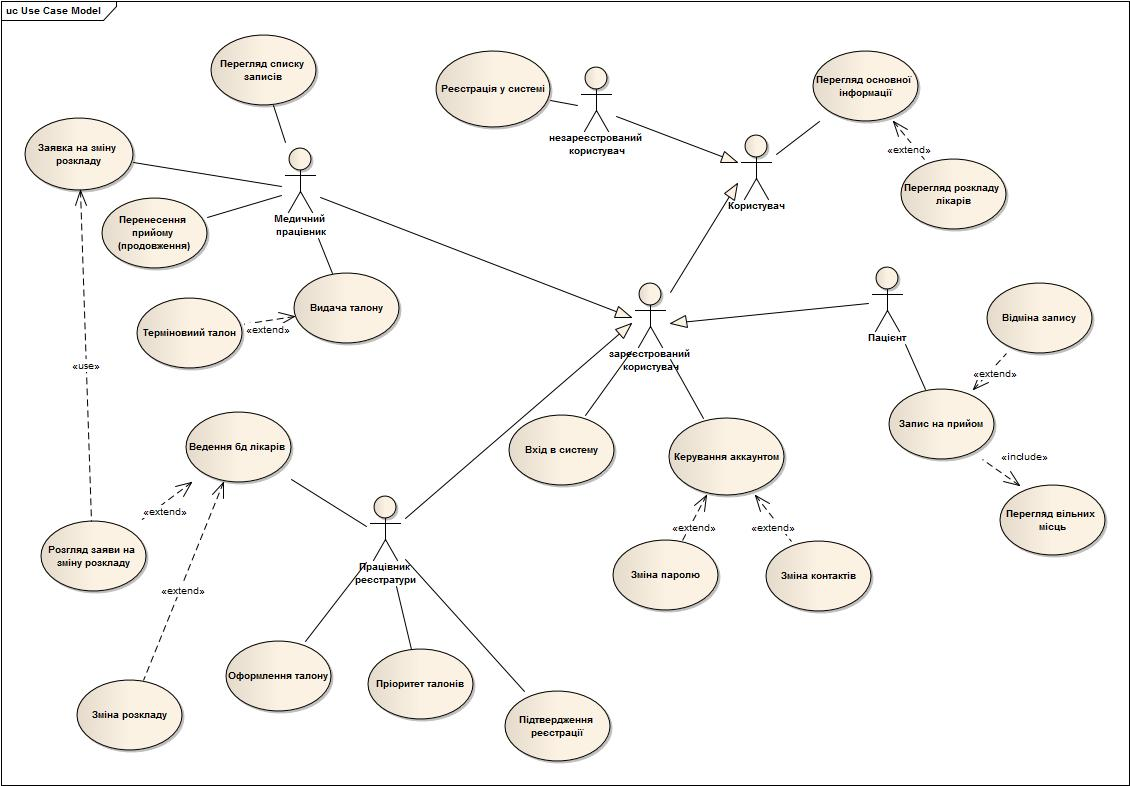 uc Use Case Model
Перегляд списку
записів
Реєстрація у системі
незареєстрований
користувач
Перегляд основної
інформації
«extend»
Перегляд розкладу
лікарів
Користувач
Заявка на зміну
розкладу
Перенесення
прийому
(продовження)
Медичний
працівник
Видача талону
Терміновиий талон
«extend»
«use»
зареєстрований
користувач
Пацієнт
Відміна запису
«extend»
Запис на прийом
«include»
Перегляд вільних
місць
Вхід в систему
Керування аккаунтом
«extend»
«extend»
Зміна паролю
Зміна контактів
Ведення бд лікарів
«extend»
Розгляд заяви на
зміну розкладу
«extend»
Зміна розкладу
Працівник
реєстратури
Оформлення талону
Пріоритет талонів
Підтвердження
реєстрації